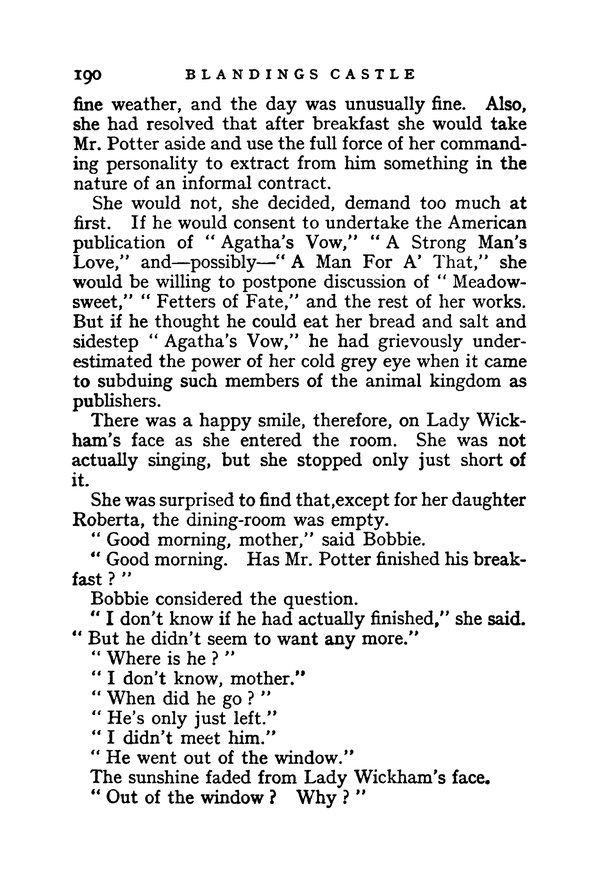 190 BLANDINGS CASTLE
fine weather, and the day was unusually fine. Also,
she had resolved that after breakfast she would take
Mr. Potter aside and use the full force of her command-
ing personality to extract from him something in the
nature of an informal contract.
She would not, she decided, demand too much at
first. If he would consent to undertake the American
publication of “ Agatha's Vow,” “ A Strong Man's
Love,” and—possibly—“ A Man For A' That,” she
would be willing to postpone discussion of “ Meadow-
sweet,” “ Fetters of Fate,” and the rest of her works.
But if he thought he could eat her bread and salt and
sidestep “ Agatha's Vow,” he had grievously under-
estimated the power of her cold grey eye when it came
to subduing such members of the animal kingdom as
publishers.
There was a happy smile, therefore, on Lady Wick-
ham's face as she entered the room. She was not
actually singing, but she stopped only just short of
it.
She was surprised to find that,except for her daughter
Roberta, the dining-room was empty.
“ Good morning, mother,” said Bobbie.
“ Good morning. Has Mr. Potter finished his break-
fast ? ”
Bobbie considered the question.
“ I don't know if he had actually finished,” she said.
“ But he didn't seem to want any more.”
“ Where is he ? ”
“ I don't know, mother.”
“ When did he go ? ”
“ He's only just left.”
“ I didn't meet him.”
“ He went out of the window.”
The sunshine faded from Lady Wickham's face.
“ Out of the window ? Why ? ”